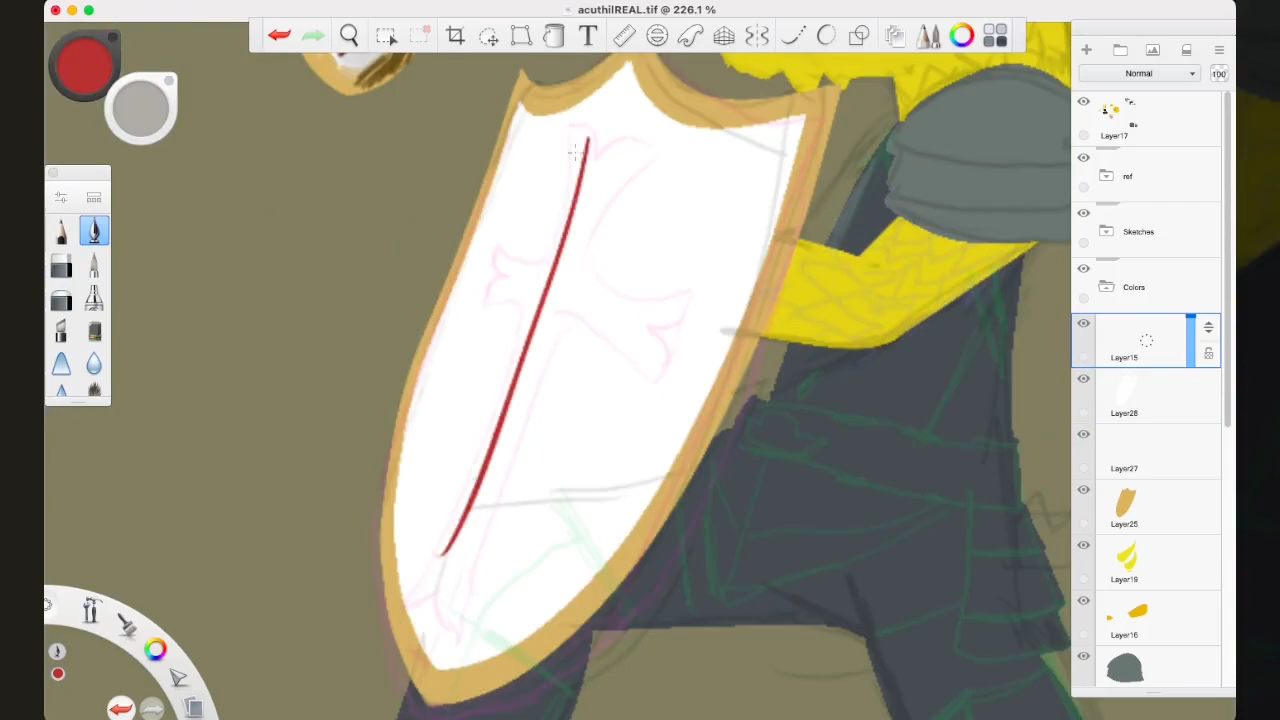 acuthilREAL.tif @ 226.1 %
T
Normal
100
Layer17
ref
Sketches
Colors
Layer15
Layer28
Layer27
Layer25
Layer19
Layer16